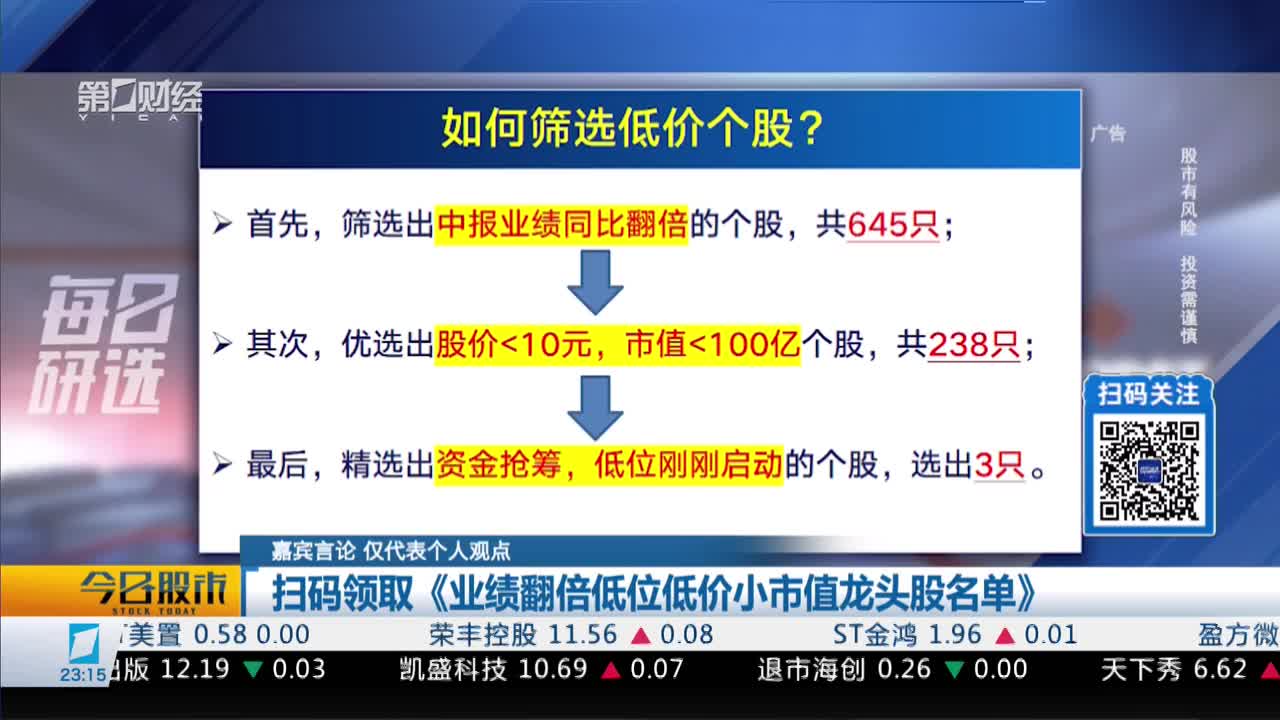 第一财经
YICAI
如何筛选低价个股？
广告
股市有风险 投资需谨慎
➢ 首先，筛选出中报业绩同比翻倍的个股，共645只；
➢ 其次，优选出股价<10元，市值<100亿个股，共238只；
➢ 最后，精选出资金抢筹，低位刚刚启动的个股，选出3只。
每日
研选
扫码关注
嘉宾言论 仅代表个人观点
今日股市
STOCK TODAY
扫码领取《业绩翻倍低位低价小市值龙头股名单》
美置 0.58 0.00 荣丰控股 11.56 ▲ 0.08 ST金鸿 1.96 ▲ 0.01 盈方微
23:15
出版 12.19 ▼ 0.03 凯盛科技 10.69 ▲ 0.07 退市海创 0.26 ▼ 0.00 天下秀 6.62 ▲